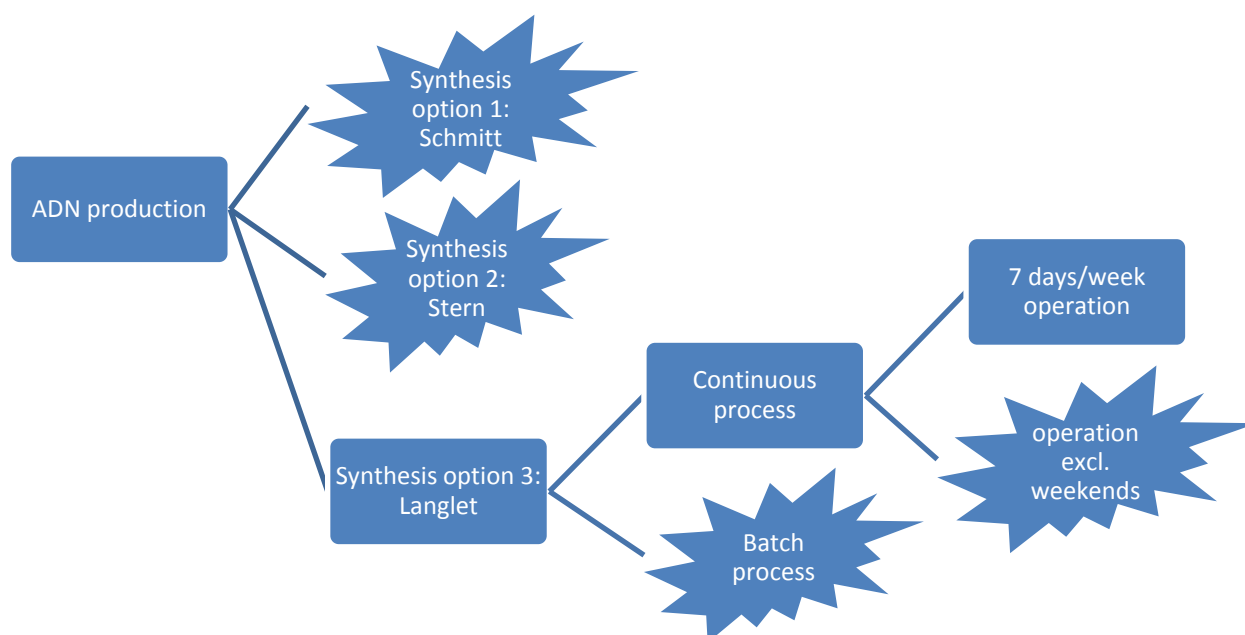 Synthesis
option 1:
Schmitt
ADN production
Synthesis
option 2:
Stern
7 days/week
operation
Continuous
process
operation
excl.
weekends
Synthesis option 3:
Langlet
Batch
process